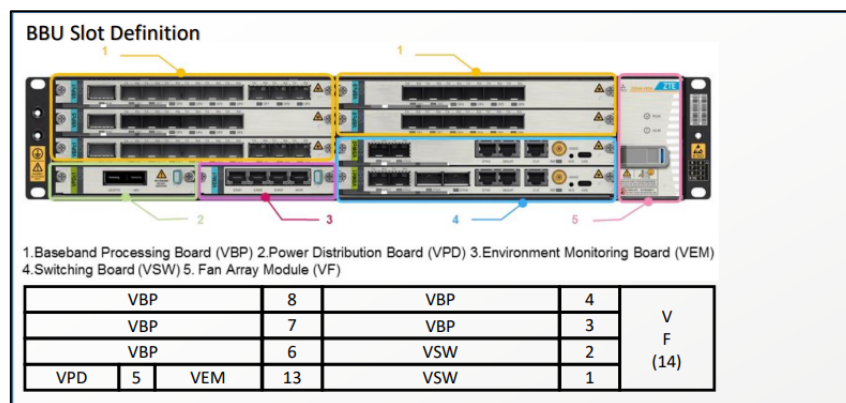 BBU Slot Definition
1
1
ZTE
2
3
4
5
1.Baseband Processing Board (VBP) 2.Power Distribution Board (VPD) 3.Environment Monitoring Board (VEM)
4.Switching Board (VSW) 5. Fan Array Module (VF)
VBP 8 VBP 4
VBP 7 VBP 3
VBP 6 VSW 2
VPD 5 VEM 13 VSW 1
V
F
(14)